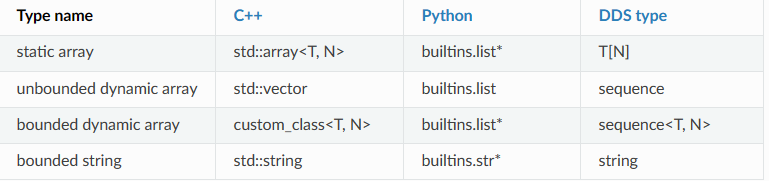 Type name C++ Python DDS type
static array std::array<T, N> builtins.list* T[N]
unbounded dynamic array std::vector builtins.list sequence
bounded dynamic array custom_class<T, N> builtins.list* sequence<T, N>
bounded string std::string builtins.str* string